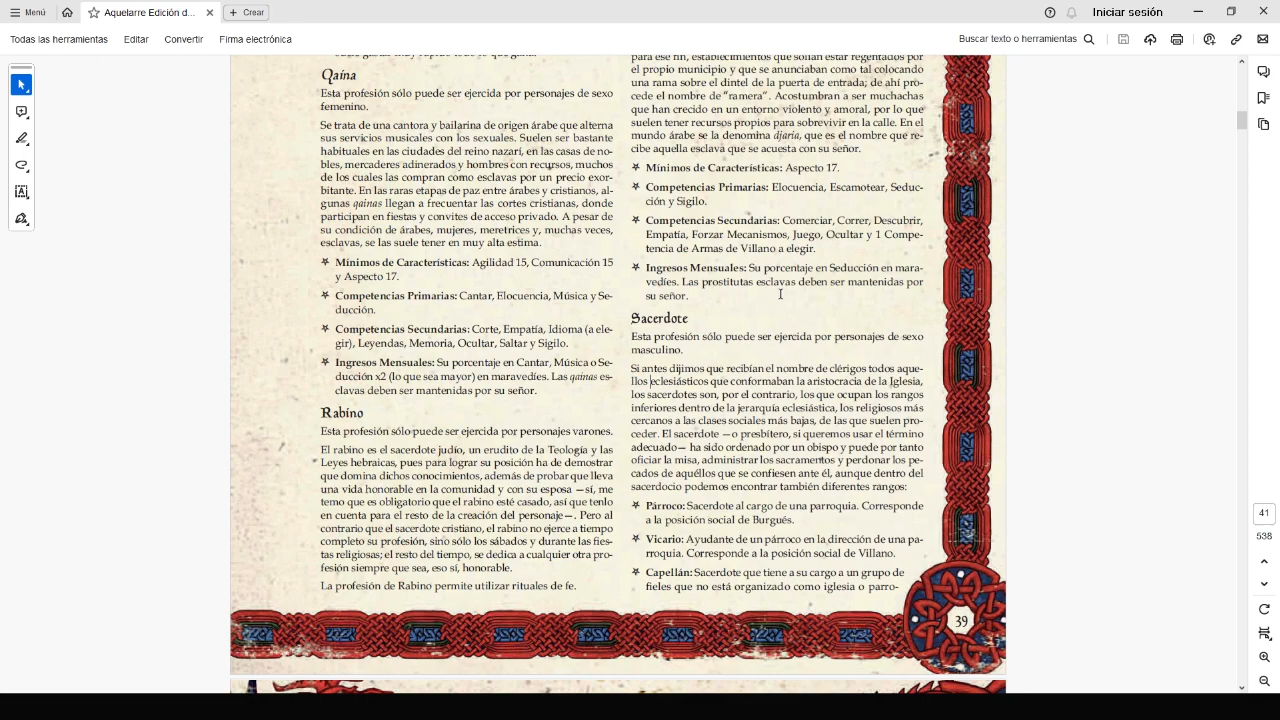 Menú
Aquelarre Edición d...
Crear
Iniciar sesión
Todas las herramientas
Editar
Convertir
Firma electrónica
Buscar texto o herramientas
Qaina
Esta profesión sólo puede ser ejercida por personajes de sexo
femenino.
Se trata de una cantora y bailarina de origen árabe que alterna
sus servicios musicales con los sexuales. Suelen ser bastante
habituales en las ciudades del reino nazarí, en las casas de no-
bles, mercaderes adinerados y hombres con recursos, muchos
de los cuales las compran como esclavas por un precio exor-
bitante. En las raras etapas de paz entre árabes y cristianos, al-
gunas qainas llegan a frecuentar las cortes cristianas, donde
participan en fiestas y convites de acceso privado. A pesar de
su condición de árabes, mujeres, meretrices y, muchas veces,
esclavas, se las suele tener en muy alta estima.
Mínimos de Características: Agilidad 15, Comunicación 15
y Aspecto 17.
Competencias Primarias: Cantar, Elocuencia, Música y Se-
ducción.
Competencias Secundarias: Corte, Empatía, Idioma (a ele-
gir), Leyendas, Memoria, Ocultar, Saltar y Sigilo.
Ingresos Mensuales: Su porcentaje en Cantar, Música o Se-
ducción x2 (lo que sea mayor) en maravedíes. Las qainas es-
clavas deben ser mantenidas por su señor.
Rabino
Esta profesión sólo puede ser ejercida por personajes varones.
El rabino es el sacerdote judío, un erudito de la Teología y las
Leyes hebraicas, pues para lograr su posición ha de demostrar
que domina dichos conocimientos, además de probar que lleva
una vida honorable en la comunidad y con su esposa —sí, me
temo que es obligatorio que el rabino esté casado, así que tenlo
en cuenta para el resto de la creación del personaje—. Pero al
contrario que el sacerdote cristiano, el rabino no ejerce a tiempo
completo su profesión, sino sólo los sábados y durante las fies-
tas religiosas; el resto del tiempo, se dedica a cualquier otra pro-
fesión siempre que sea, eso sí, honorable.
La profesión de Rabino permite utilizar rituales de fe.
para ese fin, establecimientos que solían estar regentados por
el propio municipio y que se anunciaban como tal colocando
una rama sobre el dintel de la puerta de entrada; de ahí pro-
cede el nombre de “ramera”. Acostumbran a ser muchachas
que han crecido en un entorno violento y amoral, por lo que
suelen tener recursos propios para sobrevivir en la calle. En el
mundo árabe se la denomina djaria, que es el nombre que re-
cibe aquella esclava que se acuesta con su señor.
Mínimos de Características: Aspecto 17.
Competencias Primarias: Elocuencia, Escamotear, Seduc-
ción y Sigilo.
Competencias Secundarias: Comerciar, Correr, Descubrir,
Empatía, Forzar Mecanismos, Juego, Ocultar y 1 Compe-
tencia de Armas de Villano a elegir.
Ingresos Mensuales: Su porcentaje en Seducción en mara-
vedíes. Las prostitutas esclavas deben ser mantenidas por
su señor.
Sacerdote
Esta profesión sólo puede ser ejercida por personajes de sexo
masculino.
Si antes dijimos que recibían el nombre de clérigos todos aque-
llos eclesiásticos que conformaban la aristocracia de la Iglesia,
los sacerdotes son, por el contrario, los que ocupan los rangos
inferiores dentro de la jerarquía eclesiástica, los religiosos más
cercanos a las clases sociales más bajas, de las que suelen pro-
ceder. El sacerdote —o presbítero, si queremos usar el término
adecuado— ha sido ordenado por un obispo y puede por tanto
oficiar la misa, administrar los sacramentos y perdonar los pe-
cados de aquéllos que se confiesen ante él, aunque dentro del
sacerdocio podemos encontrar también diferentes rangos:
Párroco: Sacerdote al cargo de una parroquia. Corresponde
a la posición social de Burgués.
Vicario: Ayudante de un párroco en la dirección de una pa-
rroquia. Corresponde a la posición social de Villano.
Capellán: Sacerdote que tiene a su cargo a un grupo de
fieles que no está organizado como iglesia o parro-
39
41
538